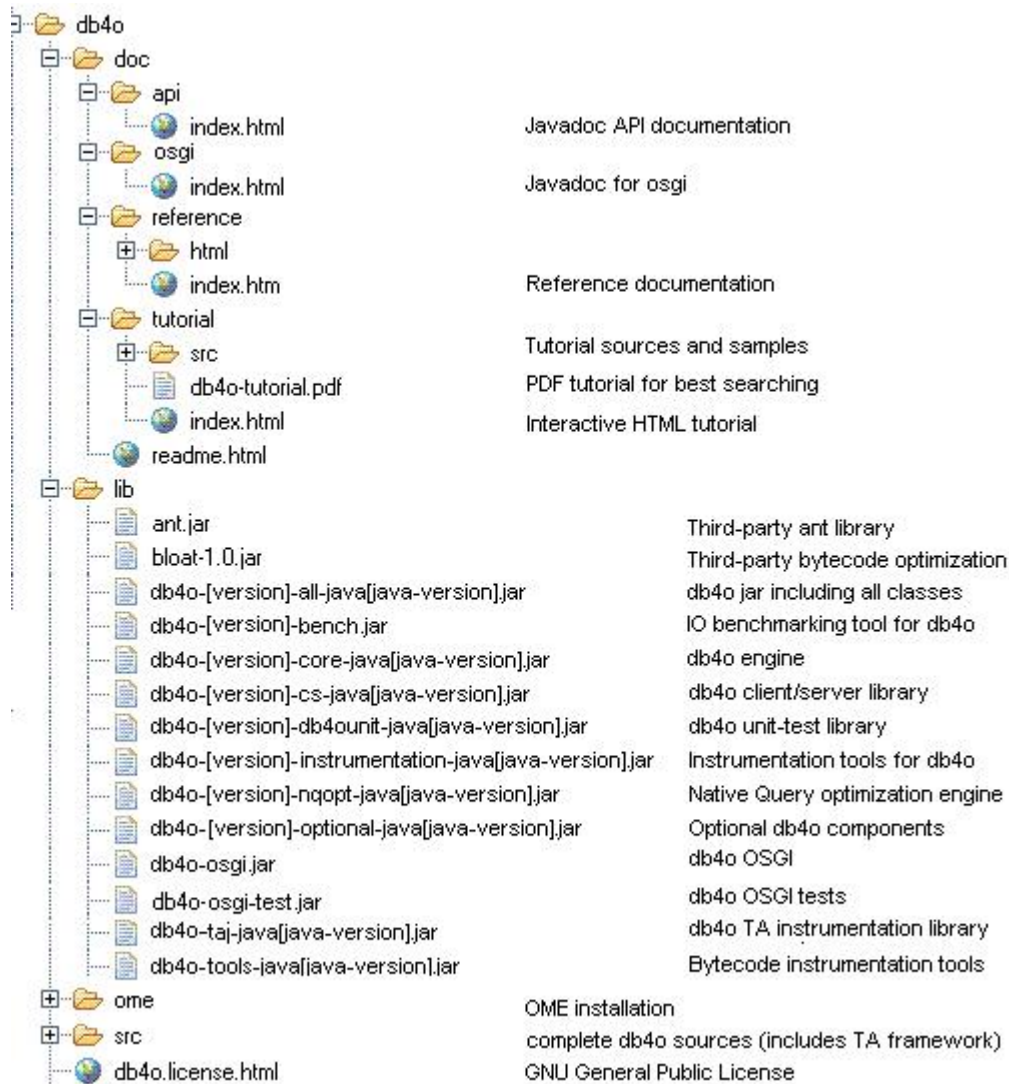 db4o
doc
api
index.html Javadoc API documentation
osgi
index.html Javadoc for osgi
reference
html
index.htm Reference documentation
tutorial
src Tutorial sources and samples
db4o-tutorial.pdf PDF tutorial for best searching
index.html Interactive HTML tutorial
readme.html
lib
ant.jar Third-party ant library
bloat-1.0.jar Third-party bytecode optimization
db4o-[version]-all-java[java-version].jar db4o jar including all classes
db4o-[version]-bench.jar IO benchmarking tool for db4o
db4o-[version]-core-java[java-version].jar db4o engine
db4o-[version]-cs-java[java-version].jar db4o client/server library
db4o-[version]-db4ounit-java[java-version].jar db4o unit-test library
db4o-[version]-instrumentation-java[java-version].jar Instrumentation tools for db4o
db4o-[version]-nqopt-java[java-version].jar Native Query optimization engine
db4o-[version]-optional-java[java-version].jar Optional db4o components
db4o-osgi.jar db4o OSGI
db4o-osgi-test.jar db4o OSGI tests
db4o-taj-java[java-version].jar db4o TA instrumentation library
db4o-tools-java[java-version].jar Bytecode instrumentation tools
ome OME installation
src complete db4o sources (includes TA framework)
db4o.license.html GNU General Public License